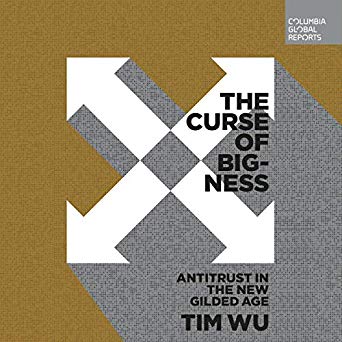 COLUMBIA
GLOBAL
REPORTS
THE
CURSE
OF
BIG-
NESS
ANTITRUST IN
THE NEW
GILDED AGE
TIM WU